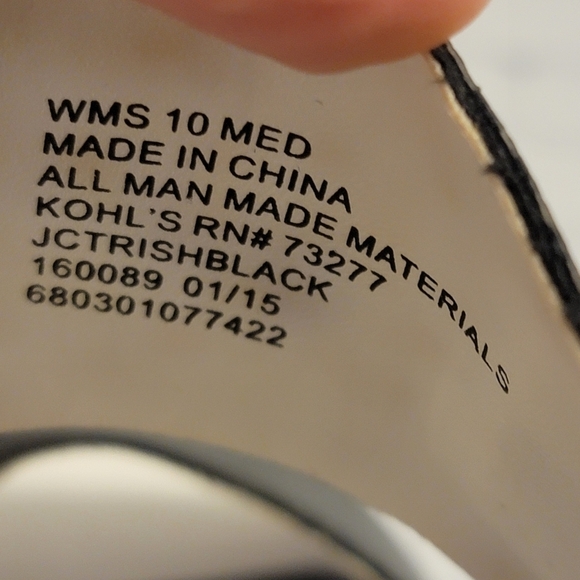 WMS 10 MED
MADE IN CHINA
ALL MAN MADE MATERIALS
KOHL'S RN# 73277
JCTRISHBLACK
160089 01/15
680301077422